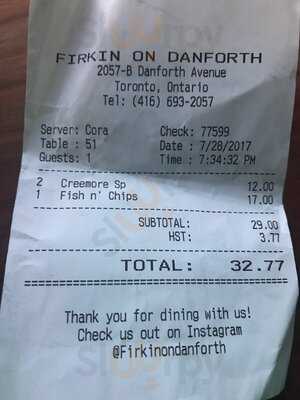 FIRKIN ON DANFORTH
2057-B Danforth Avenue
Toronto, Ontario
Tel: (416) 693-2057
Server: Cora Check: 77599
Table : 51 Date : 7/28/2017
Guests: 1 Time : 7:34:32 PM
2 Creemore Sp 12.00
1 Fish n' Chips 17.00
SUBTOTAL: 29.00
HST: 3.77
TOTAL: 32.77
Thank you for dining with us!
Check us out on Instagram
@Firkinondanforth